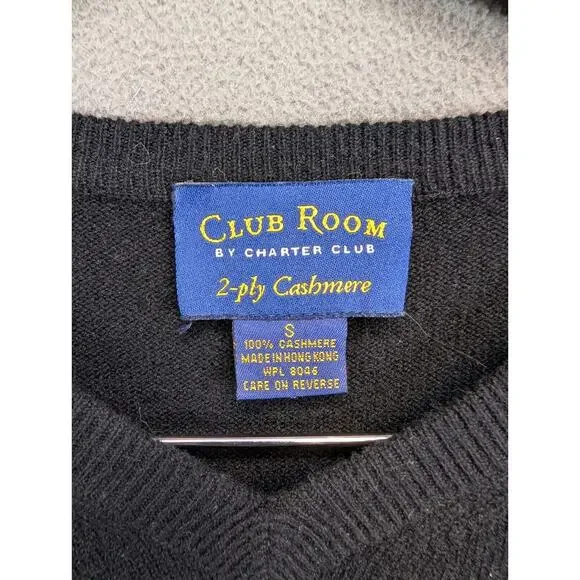 CLUB ROOM
BY CHARTER CLUB
2-ply Cashmere
S
100% CASHMERE
MADE IN HONG KONG
WPL 8046
CARE ON REVERSE